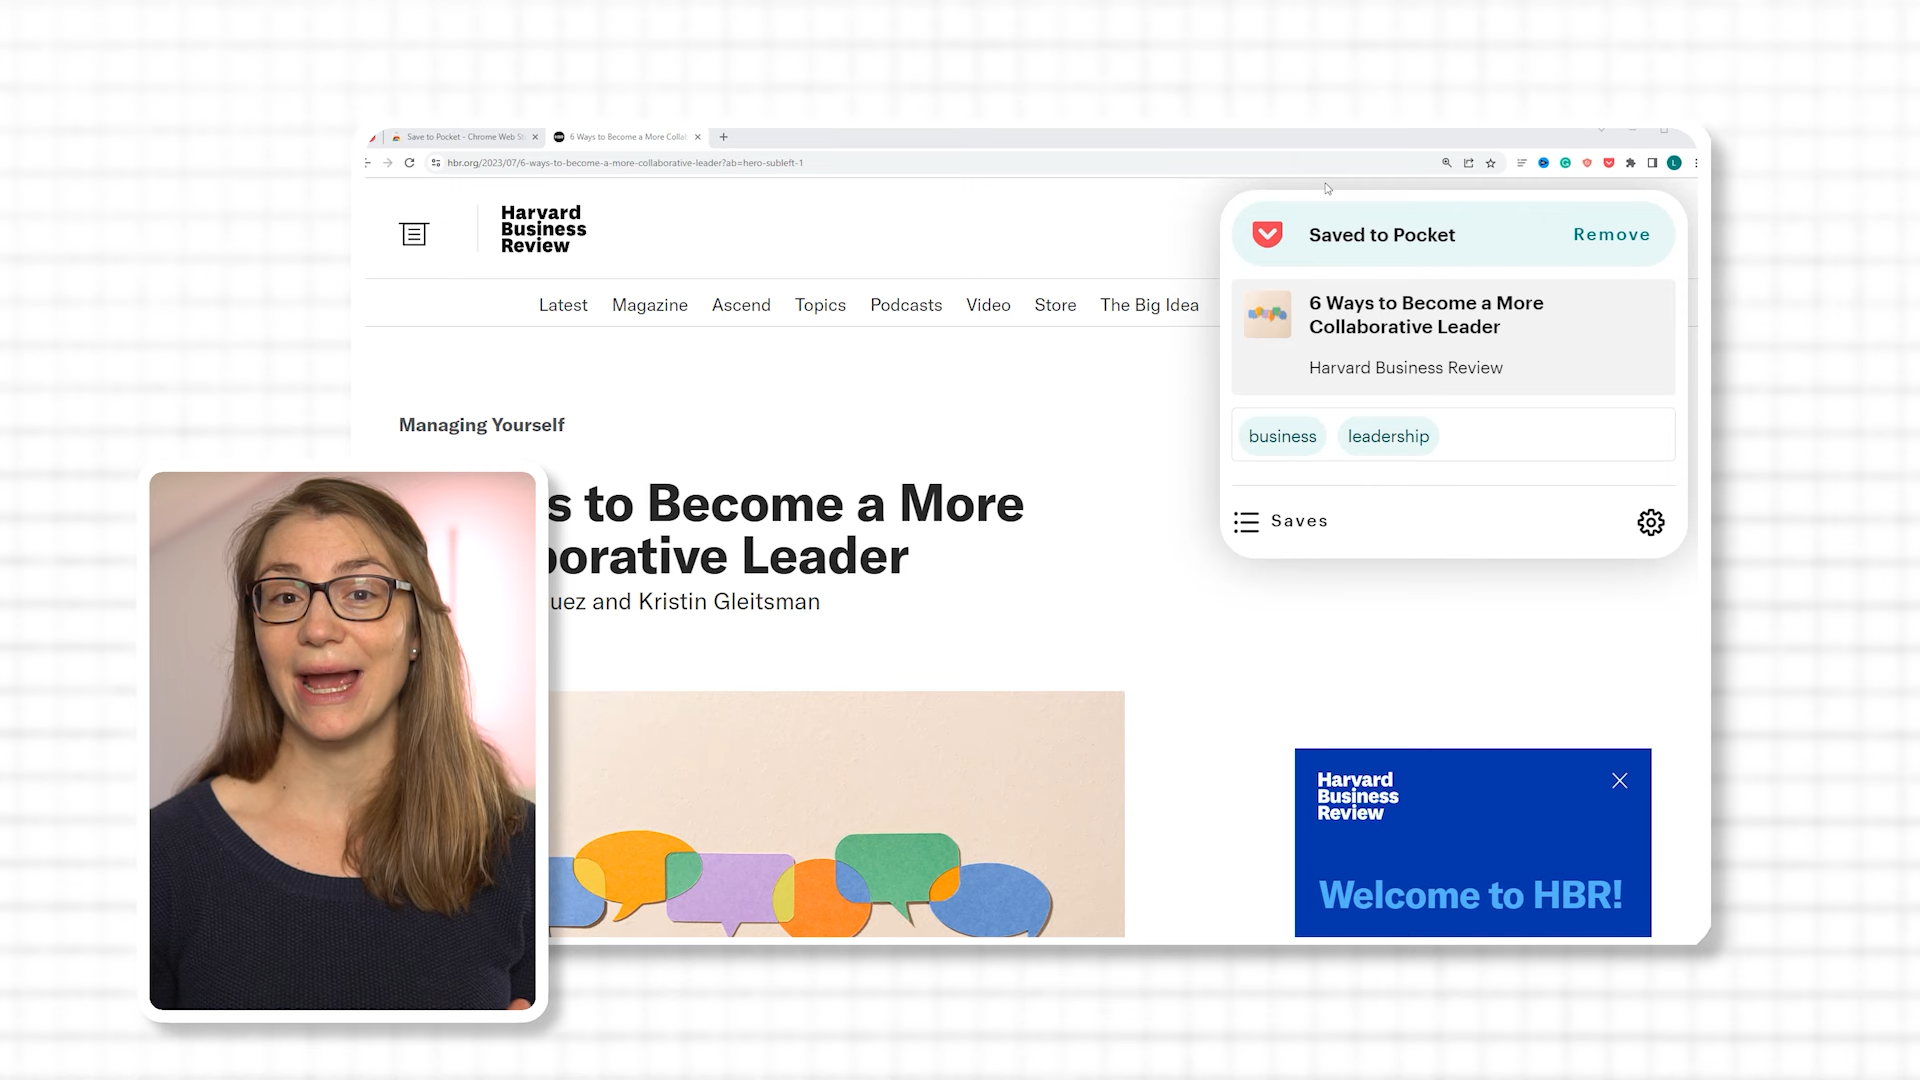 Save to Pocket - Chrome Web St
6 Ways to Become a More Collab
hbr.org/2023/07/6-ways-to-become-a-more-collaborative-leader?ab=hero-subleft-1
L
Harvard
Business
Review
Saved to Pocket
Remove
6 Ways to Become a More
Collaborative Leader
Harvard Business Review
business
leadership
Saves
Latest
Magazine
Ascend
Topics
Podcasts
Video
Store
The Big Idea
Managing Yourself
s to Become a More
borative Leader
uez and Kristin Gleitsman
Harvard
Business
Review
Welcome to HBR!